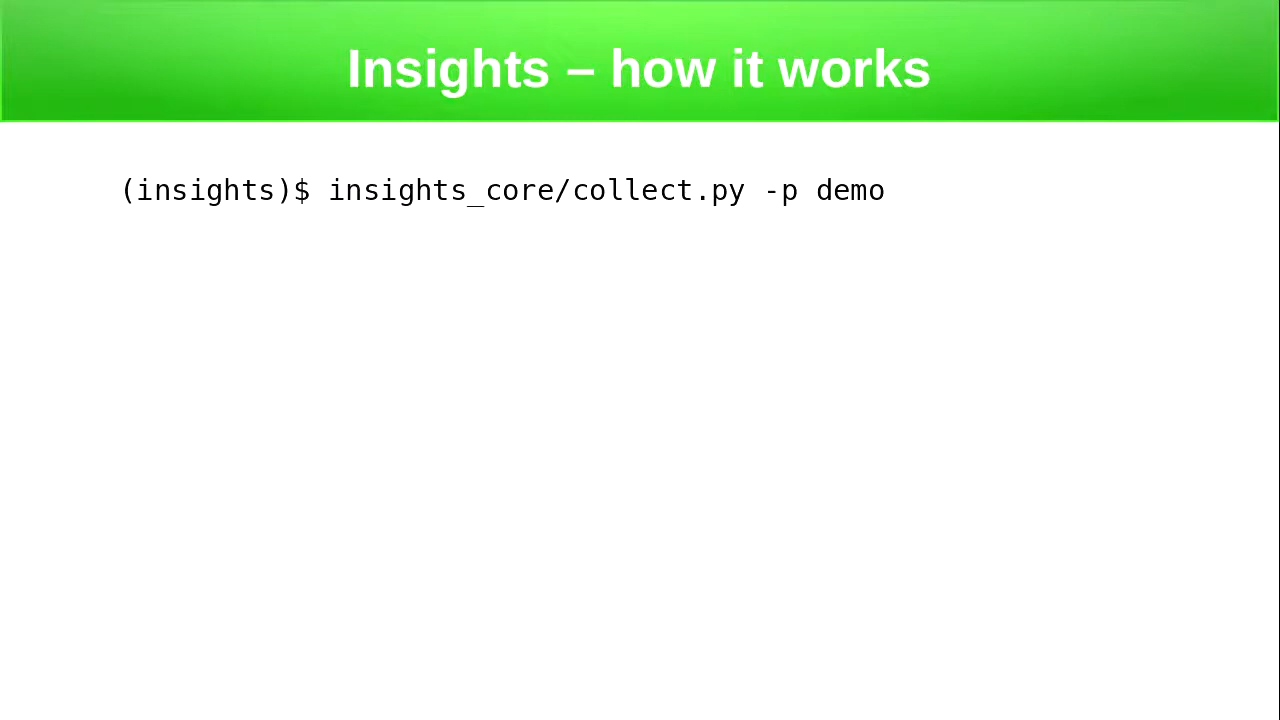 Insights – how it works
(insights)$ insights_core/collect.py -p demo